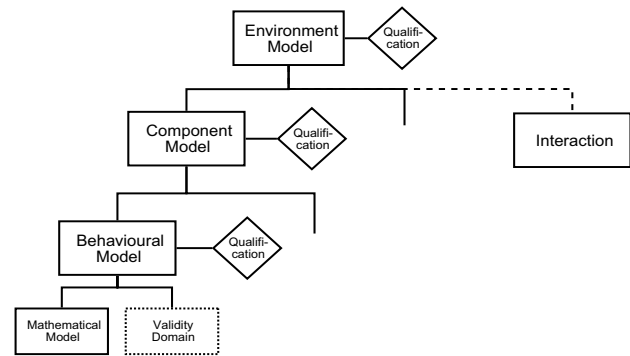 Environment
Model
Qualifi-
cation
Component
Model
Qualifi-
cation
Interaction
Behavioural
Model
Qualifi-
cation
Mathematical
Model
Validity
Domain